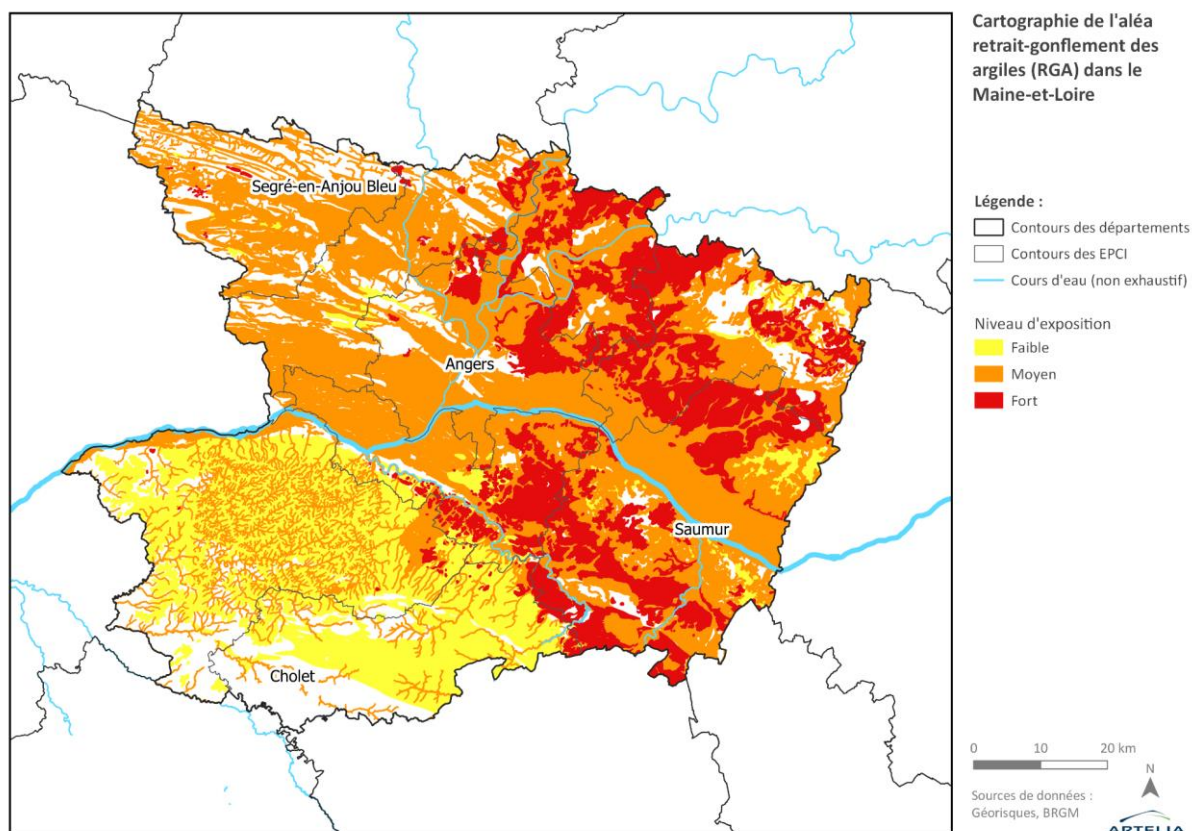 Cartographie de l'aléa
retrait-gonflement des
argiles (RGA) dans le
Maine-et-Loire
Légende :
Contours des départements
Contours des EPCI
Cours d'eau (non exhaustif)
Niveau d'exposition
Faible
Moyen
Fort
Segré-en-Anjou Bleu
Angers
Saumur
Cholet
0 10 20 km
N
Sources de données :
Géorisques, BRGM
ARTELIA